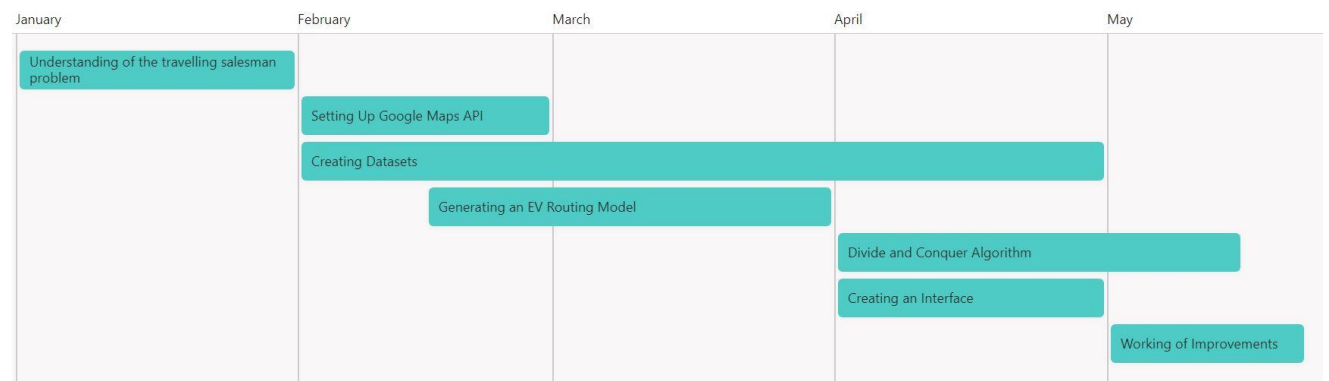 January
February
March
April
May
Understanding of the travelling salesman
problem
Setting Up Google Maps API
Creating Datasets
Generating an EV Routing Model
Divide and Conquer Algorithm
Creating an Interface
Working of Improvements